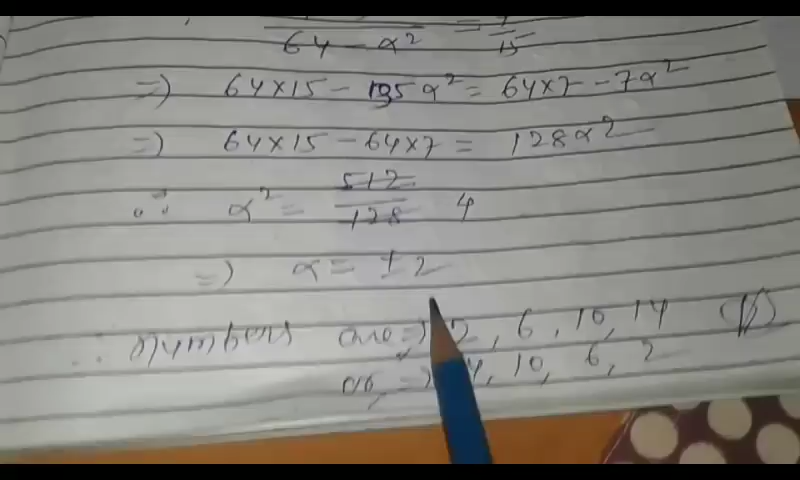 64 - α² = 7/15
=) 64×15 - 135α² = 64×7 - 7α²
=) 64×15 - 64×7 = 128α²
∴ α² = 512/128 4
=) α = ±2
∴ numbers are =) 2, 6, 10, 14
or, =) 14, 10, 6, 2